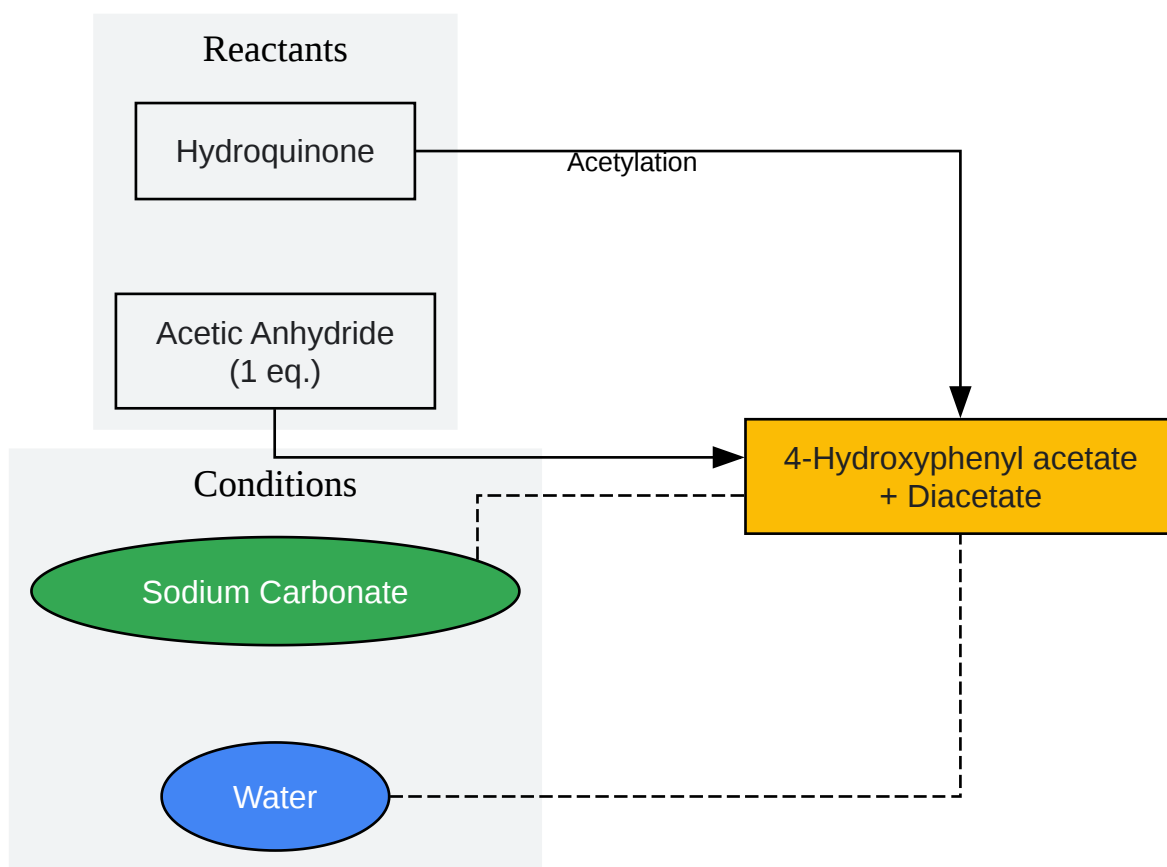 Reactants
Hydroquinone
Acetylation
Acetic Anhydride
(1 eq.)
4-Hydroxyphenyl acetate
+ Diacetate
Conditions
Sodium Carbonate
Water